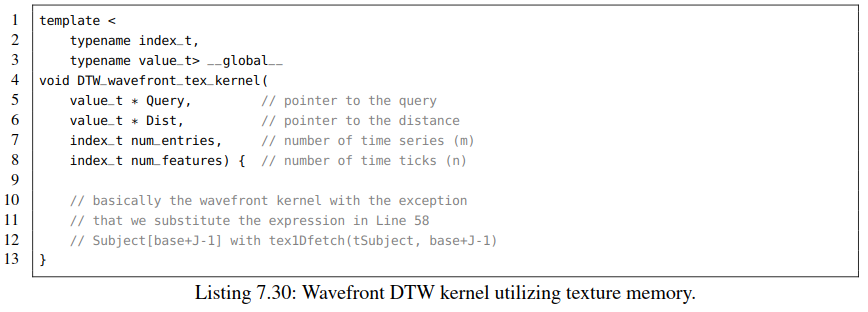 1 template <
2     typename index_t,
3     typename value_t> __global__
4 void DTW_wavefront_tex_kernel(
5     value_t * Query,         // pointer to the query
6     value_t * Dist,          // pointer to the distance
7     index_t num_entries,     // number of time series (m)
8     index_t num_features) {  // number of time ticks (n)
9
10     // basically the wavefront kernel with the exception
11     // that we substitute the expression in Line 58
12     // Subject[base+J-1] with tex1Dfetch(tSubject, base+J-1)
13 }
Listing 7.30: Wavefront DTW kernel utilizing texture memory.